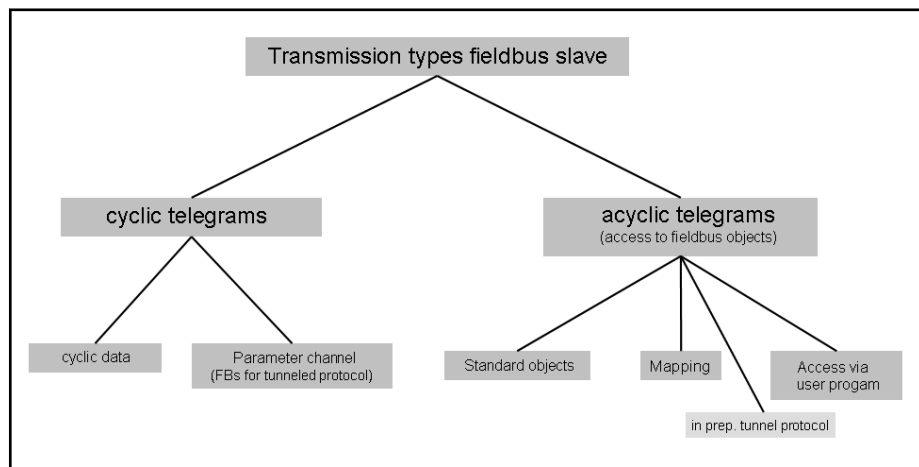 Transmission types fieldbus slave
cyclic telegrams
acyclic telegrams
(access to fieldbus objects)
cyclic data
Parameter channel
(FBs for tunneled protocol)
Standard objects
Mapping
Access via
user progam
in prep. tunnel protocol